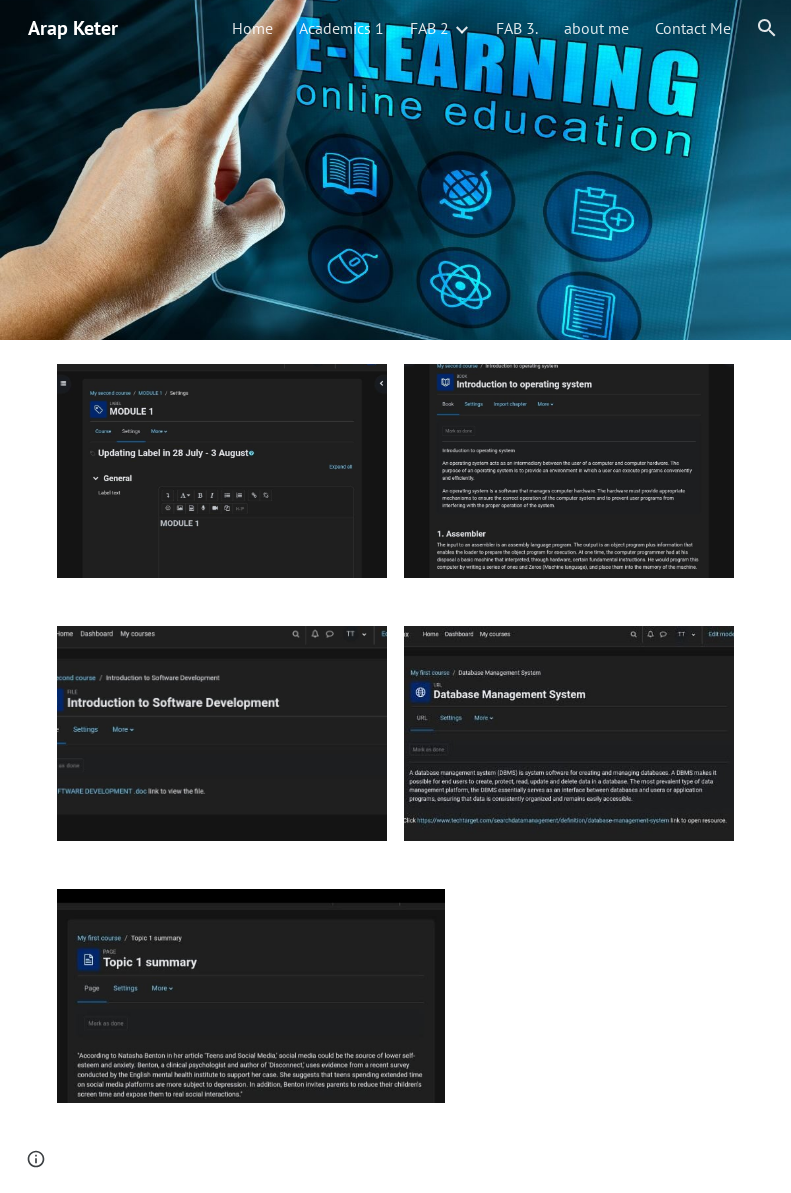 Arap Keter
Home
Academics 1
FAB 2
FAB 3.
about me
Contact Me
E-LEARNING
online education
My second course / MODULE 1 / Settings
LABEL
MODULE 1
Course Settings More
Updating Label in 28 July - 3 August
Expand all
General
Label text
MODULE 1
My second course / Introduction to operating system
BOOK
Introduction to operating system
Book Settings Import chapter More
Mark as done
Introduction to operating system
An operating system acts as an intermediary between the user of a computer and computer hardware. The
purpose of an operating system is to provide an environment in which a user can execute programs conveniently
and efficiently.
An operating system is a software that manages computer hardware. The hardware must provide appropriate
mechanisms to ensure the correct operation of the computer system and to prevent user programs from
interfering with the proper operation of the system.
1. Assembler
The input to an assembler is an assembly language program. The output is an object program plus information that
enables the loader to prepare the object program for execution. At one time, the computer programmer had at his
disposal a basic machine that interpreted, through hardware, certain fundamental instructions. He would program this
computer by writing a series of ones and Zeros (Machine language), and place them into the memory of the machine.
Home Dashboard My courses
TT
econd course / Introduction to Software Development
FILE
Introduction to Software Development
Settings More
as done
FTWARE DEVELOPMENT .doc link to view the file.
Home Dashboard My courses
TT Edit mode
My first course / Database Management System
URL
Database Management System
URL Settings More
Mark as done
A database management system (DBMS) is system software for creating and managing databases. A DBMS makes it
possible for end users to create, protect, read, update and delete data in a database. The most prevalent type of data
management platform, the DBMS essentially serves as an interface between databases and users or application
programs, ensuring that data is consistently organized and remains easily accessible.
Click https://www.techtarget.com/searchdatamanagement/definition/database-management-system link to open resource.
My first course / Topic 1 summary
PAGE
Topic 1 summary
Page Settings More
Mark as done
"According to Natasha Benton in her article 'Teens and Social Media,' social media could be the source of lower self-
esteem and anxiety. Benton, a clinical psychologist and author of 'Disconnect,' uses evidence from a recent survey
conducted by the English mental health institute to support her case. She suggests that teens spending extended time
on social media platforms are more subject to depression. In addition, Benton invites parents to reduce their children's
screen time and expose them to real social interactions."